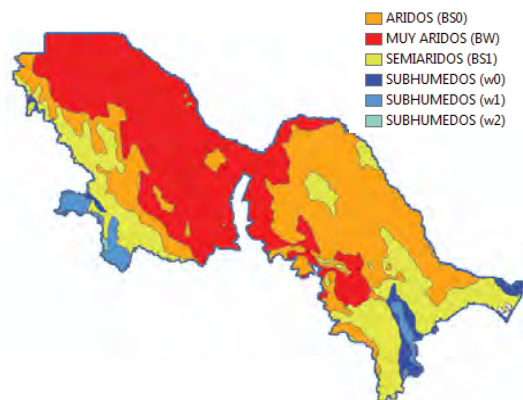 ARIDOS (BS0)
MUY ARIDOS (BW)
SEMIARIDOS (BS1)
SUBHUMEDOS (w0)
SUBHUMEDOS (w1)
SUBHUMEDOS (w2)